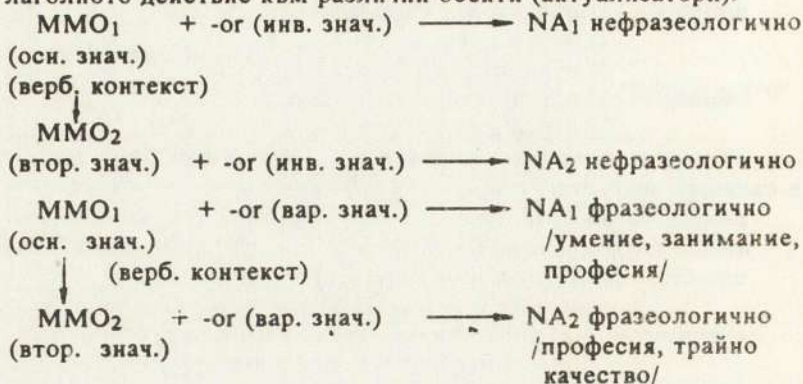 лаголното действие към различни обекти (актуализатори).
MMO₁ + -or (инв. знач.) ⟶ NA₁ нефразеологично
(осн. знач.)
(верб. контекст)
↓
MMO₂
(втор. знач.) + -or (инв. знач.) ⟶ NA₂ нефразеологично
MMO₁ + -or (вар. знач.) ⟶ NA₁ фразеологично
(осн. знач.) /умение, занимание,
↓ (верб. контекст) професия/
MMO₂ + -or (вар. знач.) ⟶ NA₂ фразеологично
(втор. знач.) /професия, трайно
качество/